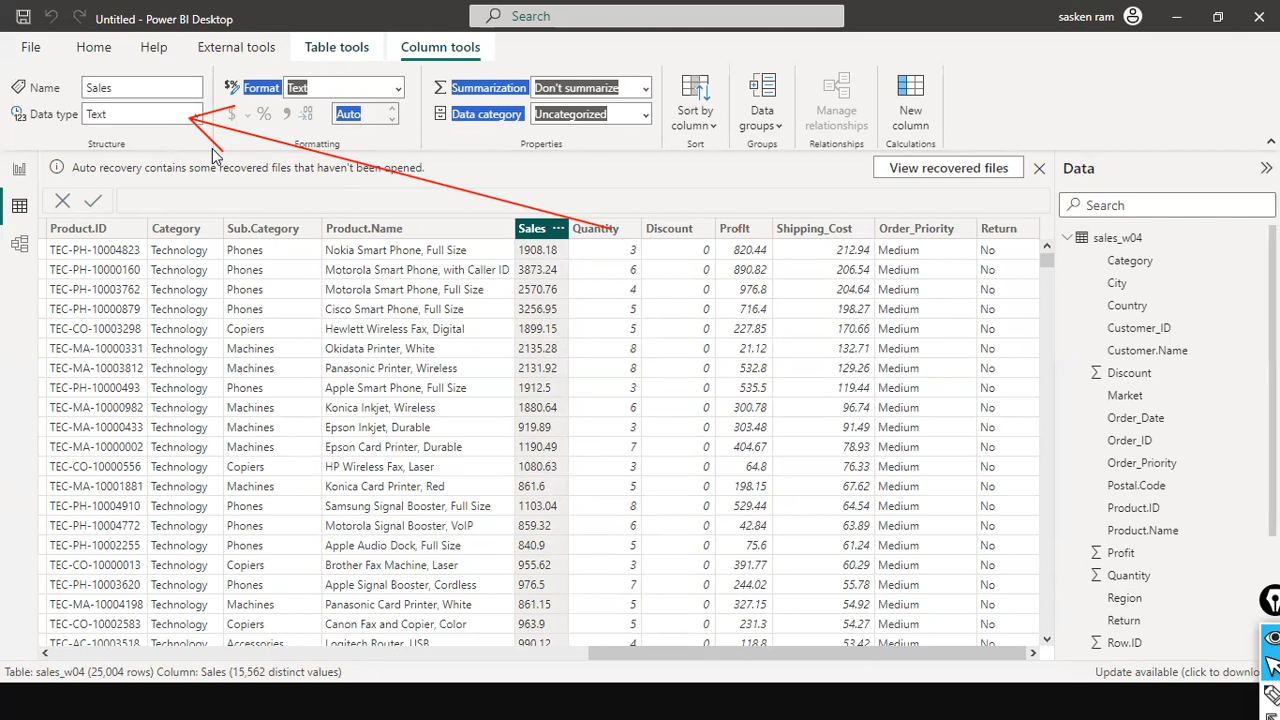 Untitled - Power BI Desktop
Search
sasken ram
File Home Help External tools Table tools Column tools
Name Sales
Data type Text
Structure
Format Text
$ % Auto
Formatting
Summarization Don't summarize
Data category Uncategorized
Properties
Sort by column
Sort
Data groups
Groups
Manage relationships
Relationships
New column
Calculations
Auto recovery contains some recovered files that haven't been opened.
View recovered files
Product.ID Category Sub.Category Product.Name Sales ··· Quantity Discount Profit Shipping_Cost Order_Priority Return
TEC-PH-10004823 Technology Phones Nokia Smart Phone, Full Size 1908.18 3 0 820.44 212.94 Medium No
TEC-PH-10000160 Technology Phones Motorola Smart Phone, with Caller ID 3873.24 6 0 890.82 206.54 Medium No
TEC-PH-10003762 Technology Phones Motorola Smart Phone, Full Size 2570.76 4 0 976.8 204.64 Medium No
TEC-PH-10000879 Technology Phones Cisco Smart Phone, Full Size 3256.95 5 0 716.4 198.27 Medium No
TEC-CO-10003298 Technology Copiers Hewlett Wireless Fax, Digital 1899.15 5 0 227.85 170.66 Medium No
TEC-MA-10000331 Technology Machines Okidata Printer, White 2135.28 8 0 21.12 132.71 Medium No
TEC-MA-10003812 Technology Machines Panasonic Printer, Wireless 2131.92 8 0 532.8 129.26 Medium No
TEC-PH-10000493 Technology Phones Apple Smart Phone, Full Size 1912.5 3 0 535.5 119.44 Medium No
TEC-MA-10000982 Technology Machines Konica Inkjet, Wireless 1880.64 6 0 300.78 96.74 Medium No
TEC-MA-10000433 Technology Machines Epson Inkjet, Durable 919.89 3 0 303.48 91.49 Medium No
TEC-MA-10000002 Technology Machines Epson Card Printer, Durable 1190.49 7 0 404.67 78.93 Medium No
TEC-CO-10000556 Technology Copiers HP Wireless Fax, Laser 1080.63 3 0 64.8 76.33 Medium No
TEC-MA-10001881 Technology Machines Konica Card Printer, Red 861.6 5 0 198.15 67.62 Medium No
TEC-PH-10004910 Technology Phones Samsung Signal Booster, Full Size 1103.04 8 0 529.44 64.54 Medium No
TEC-PH-10004772 Technology Phones Motorola Signal Booster, VoIP 859.32 6 0 42.84 63.89 Medium No
TEC-PH-10002255 Technology Phones Apple Audio Dock, Full Size 840.9 5 0 75.6 61.24 Medium No
TEC-CO-10000013 Technology Copiers Brother Fax Machine, Laser 955.62 3 0 391.77 60.29 Medium No
TEC-PH-10003620 Technology Phones Apple Signal Booster, Cordless 976.5 7 0 244.02 55.78 Medium No
TEC-MA-10004198 Technology Machines Panasonic Card Printer, White 861.15 5 0 327.15 54.92 Medium No
TEC-CO-10002583 Technology Copiers Canon Fax and Copier, Color 963.9 5 0 231.3 54.27 Medium No
TEC-AC-10003518 Technology Accessories Logitech Router, USB 990.12 4 0 118.8 53.42 Medium No
Table: sales_w04 (25,004 rows) Column: Sales (15,562 distinct values)
Data
Search
sales_w04
Category
City
Country
Customer_ID
Customer.Name
Discount
Market
Order_Date
Order_ID
Order_Priority
Postal.Code
Product.ID
Product.Name
Profit
Quantity
Region
Return
Row.ID
Update available (click to downlo